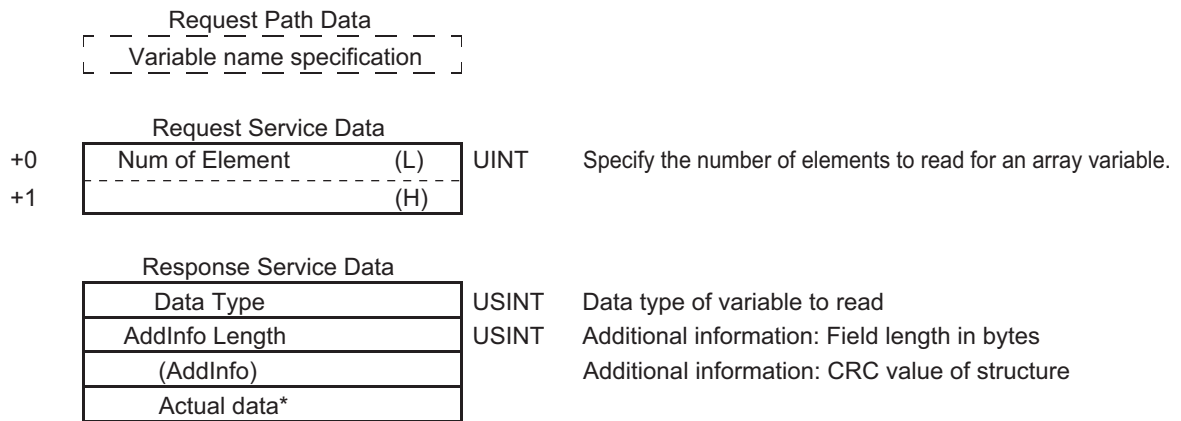 Request Path Data
Variable name specification
Request Service Data
+0 Num of Element (L) UINT Specify the number of elements to read for an array variable.
+1 (H)
Response Service Data
Data Type USINT Data type of variable to read
AddInfo Length USINT Additional information: Field length in bytes
(AddInfo) Additional information: CRC value of structure
Actual data*